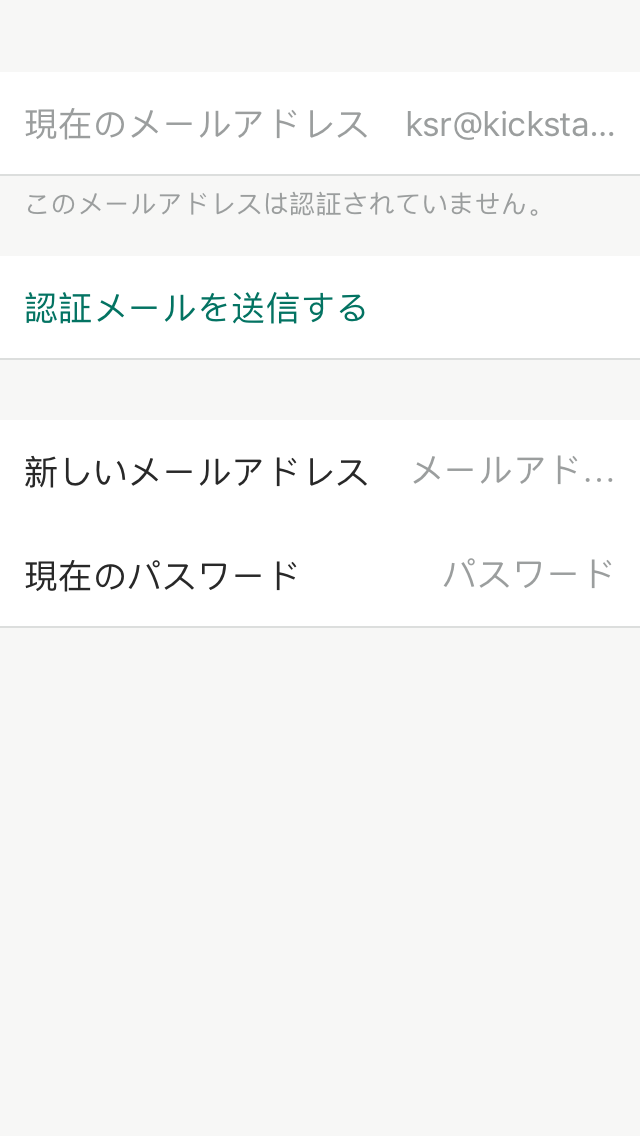 現在のメールアドレス ksr@kicksta...
このメールアドレスは認証されていません。
認証メールを送信する
新しいメールアドレス メールアド...
現在のパスワード パスワード